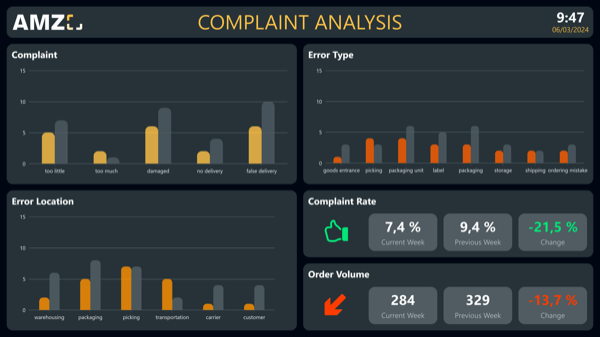 AMZ
COMPLAINT ANALYSIS
9:47
06/03/2024
Complaint
15
10
5
0
too little
too much
damaged
no delivery
false delivery
Error Type
15
10
5
0
goods entrance
picking
packaging unit
label
packaging
storage
shipping
ordering mistake
Error Location
15
10
5
0
warehousing
packaging
picking
transportation
carrier
customer
Complaint Rate
7,4 %
Current Week
9,4 %
Previous Week
-21,5 %
Change
Order Volume
284
Current Week
329
Previous Week
-13,7 %
Change